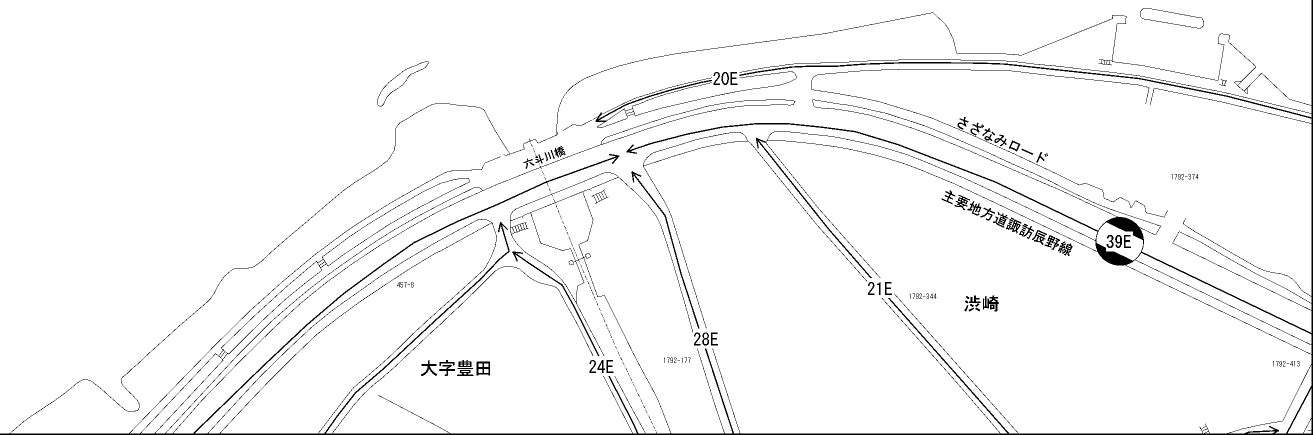 20E
六斗川橋
さざなみロード
1792-374
主要地方道諏訪辰野線
39E
457-8
21E
1792-344
渋崎
28E
24E
大字豊田
1792-177
1792-413